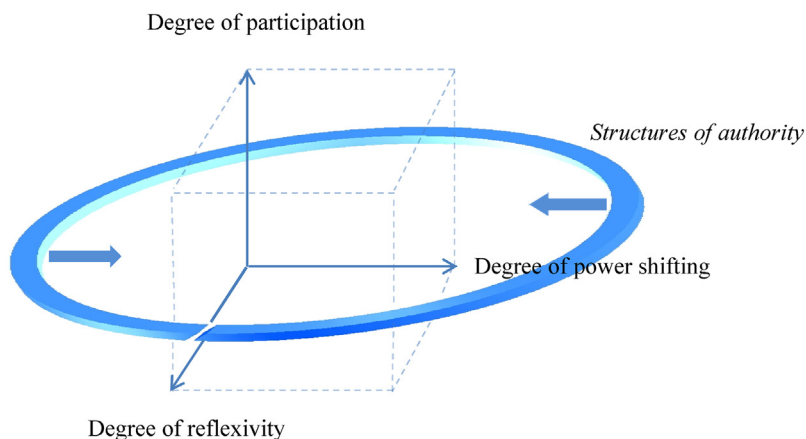 Degree of participation
Structures of authority
Degree of power shifting
Degree of reflexivity